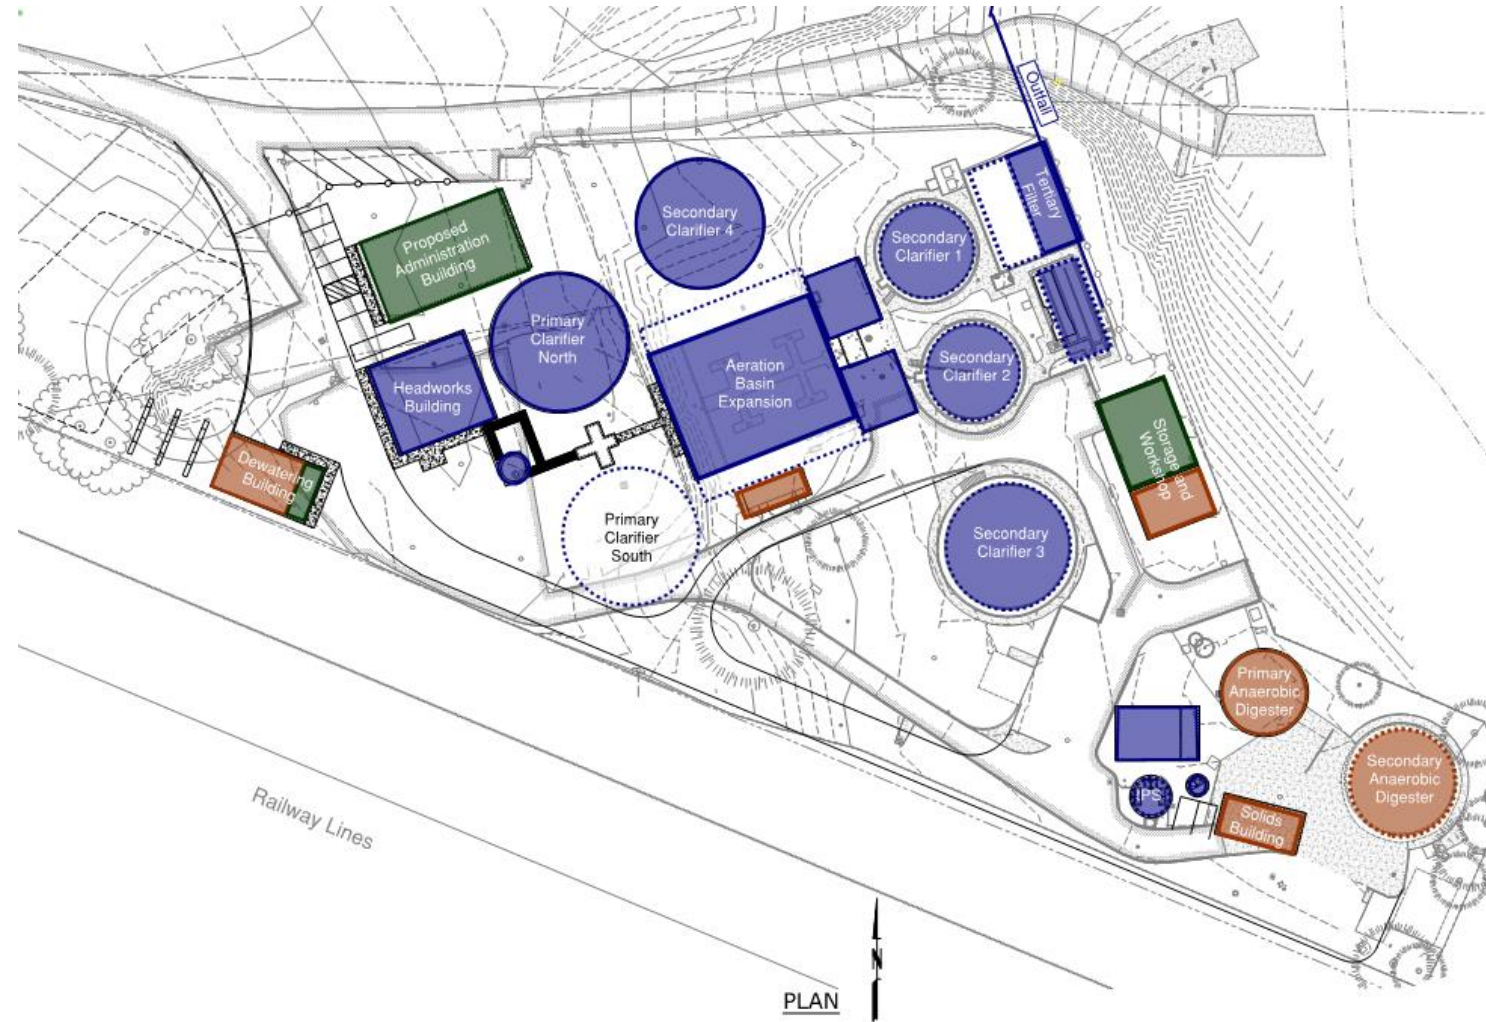 Outfall
Tertiary
Filter
Secondary
Clarifier 4
Secondary
Clarifier 1
Proposed
Administration
Building
Primary
Clarifier
North
Secondary
Clarifier 2
Aeration
Basin
Expansion
Headworks
Building
Storage and
Workshop
Dewatering
Building
Primary
Clarifier
South
Secondary
Clarifier 3
Primary
Anaerobic
Digester
Secondary
Anaerobic
Digester
IPS
Solids
Building
Railway Lines
N
PLAN